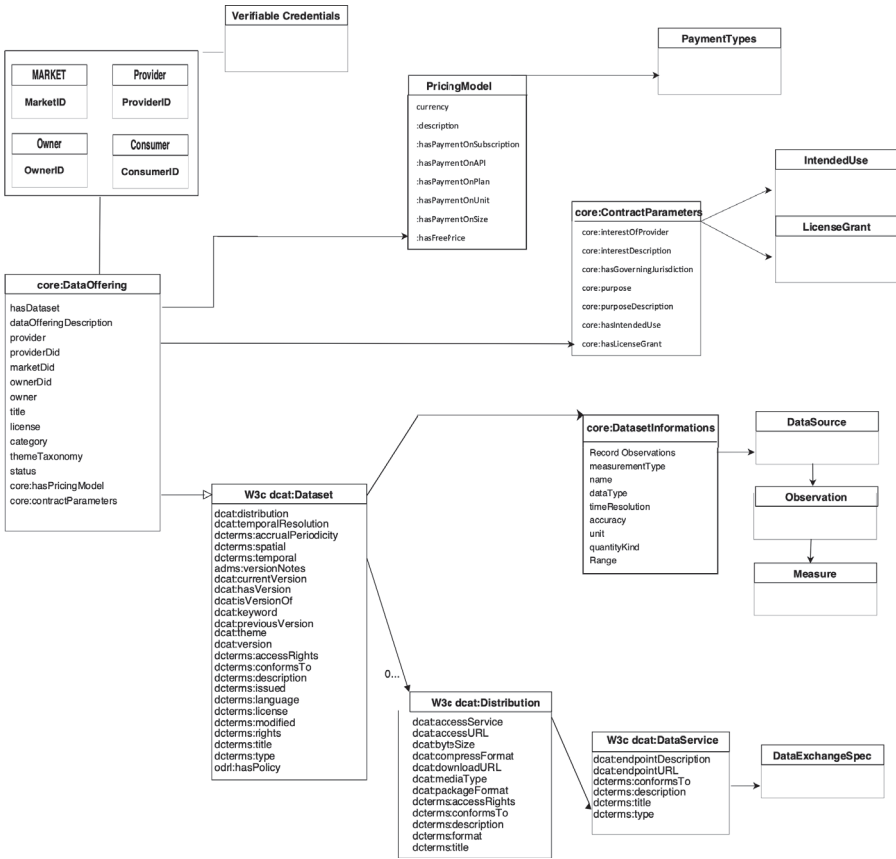 Verifiable Credentials
MARKET
MarketID
Provider
ProviderID
Owner
OwnerID
Consumer
ConsumerID
PaymentTypes
PricingModel
currency
:description
:hasPaymentOnSubscription
:hasPaymentOnAPI
:hasPaymentOnPlan
:hasPaymentOnUnit
:hasPaymentOnSize
:hasFreePrice
IntendedUse
LicenseGrant
core:ContractParameters
core:interestOfProvider
core:interestDescription
core:hasGoverningJurisdiction
core:purpose
core:purposeDescription
core:hasIntendedUse
core:hasLicenseGrant
core:DataOffering
hasDataset
dataOfferingDescription
provider
providerDid
marketDid
ownerDid
owner
title
license
category
themeTaxonomy
status
core:hasPricingModel
core:contractParameters
core:DatasetInformations
Record Observations
measurementType
name
dataType
timeResolution
accuracy
unit
quantityKind
Range
DataSource
Observation
Measure
W3c dcat:Dataset
dcat:distribution
dcat:temporalResolution
dcterms:accrualPeriodicity
dcterms:spatial
dcterms:temporal
adms:versionNotes
dcat:currentVersion
dcat:hasVersion
dcat:isVersionOf
dcat:keyword
dcat:previousVersion
dcat:theme
dcat:version
dcterms:accessRights
dcterms:conformsTo
dcterms:description
dcterms:issued
dcterms:language
dcterms:license
dcterms:modified
dcterms:rights
dcterms:title
dcterms:type
odrl:hasPolicy
0...
W3c dcat:Distribution
dcat:accessService
dcat:accessURL
dcat:byteSize
dcat:compressFormat
dcat:downloadURL
dcat:mediaType
dcat:packageFormat
dcterms:accessRights
dcterms:conformsTo
dcterms:description
dcterms:format
dcterms:title
W3c dcat:DataService
dcat:endpointDescription
dcat:endpointURL
dcterms:conformsTo
dcterms:description
dcterms:title
dcterms:type
DataExchangeSpec